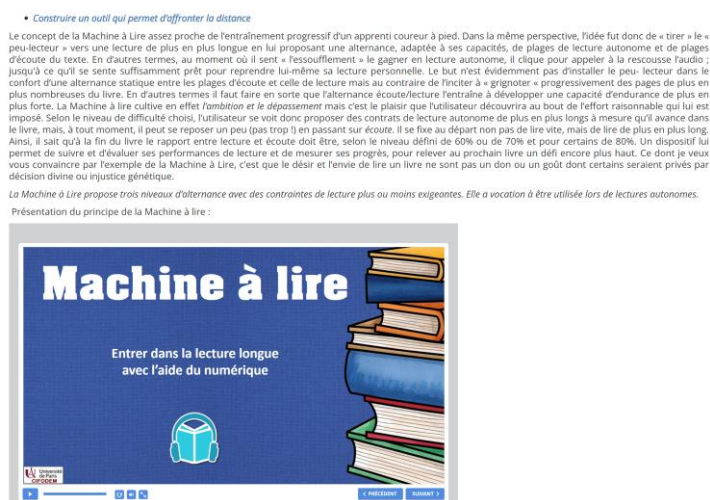 Construire un outil qui permet d'affronter la distance
Le concept de la Machine à Lire assez proche de l'entraînement progressif d'un apprenti coureur à pied. Dans la même perspective, l'idée fut donc de « tirer » le «
peu-lecteur » vers une lecture de plus en plus longue en lui proposant une alternance, adaptée à ses capacités, de plages de lecture autonome et de plages
d'écoute du texte. En d'autres termes, au moment où il sent « l'essoufflement » le gagner en lecture autonome, il clique pour appeler à la rescousse l'audio ;
jusqu'à ce qu'il se sente suffisamment prêt pour reprendre lui-même sa lecture personnelle. Le but n'est évidemment pas d'installer le peu- lecteur dans le
confort d'une alternance statique entre les plages d'écoute et celle de lecture mais au contraire de l'inciter à « grignoter » progressivement des pages de plus en
plus nombreuses du livre. En d'autres termes il faut faire en sorte que l'alternance écoute/lecture l'entraîne à développer une capacité d'endurance de plus en
plus forte. La Machine à lire cultive en effet l'ambition et le dépassement mais c'est le plaisir que l'utilisateur découvrira au bout de l'effort raisonnable qui lui est
imposé. Selon le niveau de difficulté choisi, l'utilisateur se voit donc proposer des contrats de lecture autonome de plus en plus longs à mesure qu'il avance dans
le livre, mais, à tout moment, il peut se reposer un peu (pas trop !) en passant sur écoute. Il se fixe au départ non pas de lire vite, mais de lire de plus en plus long.
Ainsi, il sait qu'à la fin du livre le rapport entre lecture et écoute doit être, selon le niveau défini de 60% ou de 70% et pour certains de 80%. Un dispositif lui
permet de suivre et d'évaluer ses performances de lecture et de mesurer ses progrès, pour relever au prochain livre un défi encore plus haut. Ce dont je veux
vous convaincre par l'exemple de la Machine à Lire, c'est que le désir et l'envie de lire un livre ne sont pas un don ou un goût dont certains seraient privés par
décision divine ou injustice génétique.
La Machine à Lire propose trois niveaux d'alternance avec des contraintes de lecture plus ou moins exigeantes. Elle a vocation à être utilisée lors de lectures autonomes.
Présentation du principe de la Machine à lire :
Machine à lire
Entrer dans la lecture longue
avec l'aide du numérique
Université
de Paris
CIFODEM
< PRÉCÉDENT SUIVANT >